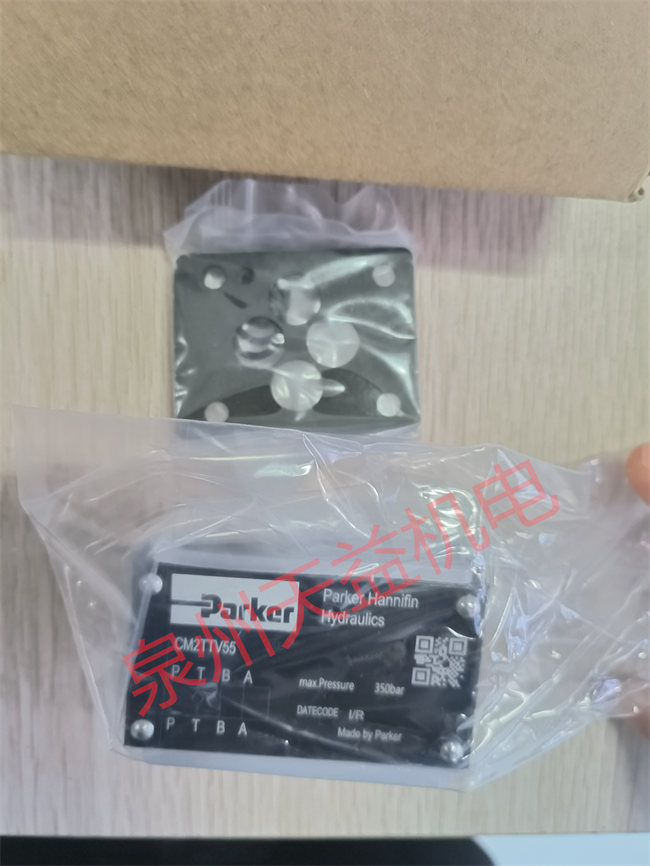 Parker
Parker Hannifin
Hydraulics
CM2TTV55
P T B A
max.Pressure 350bar
DATECODE I/R
P T B A
Made by Parker
泉州天益机电